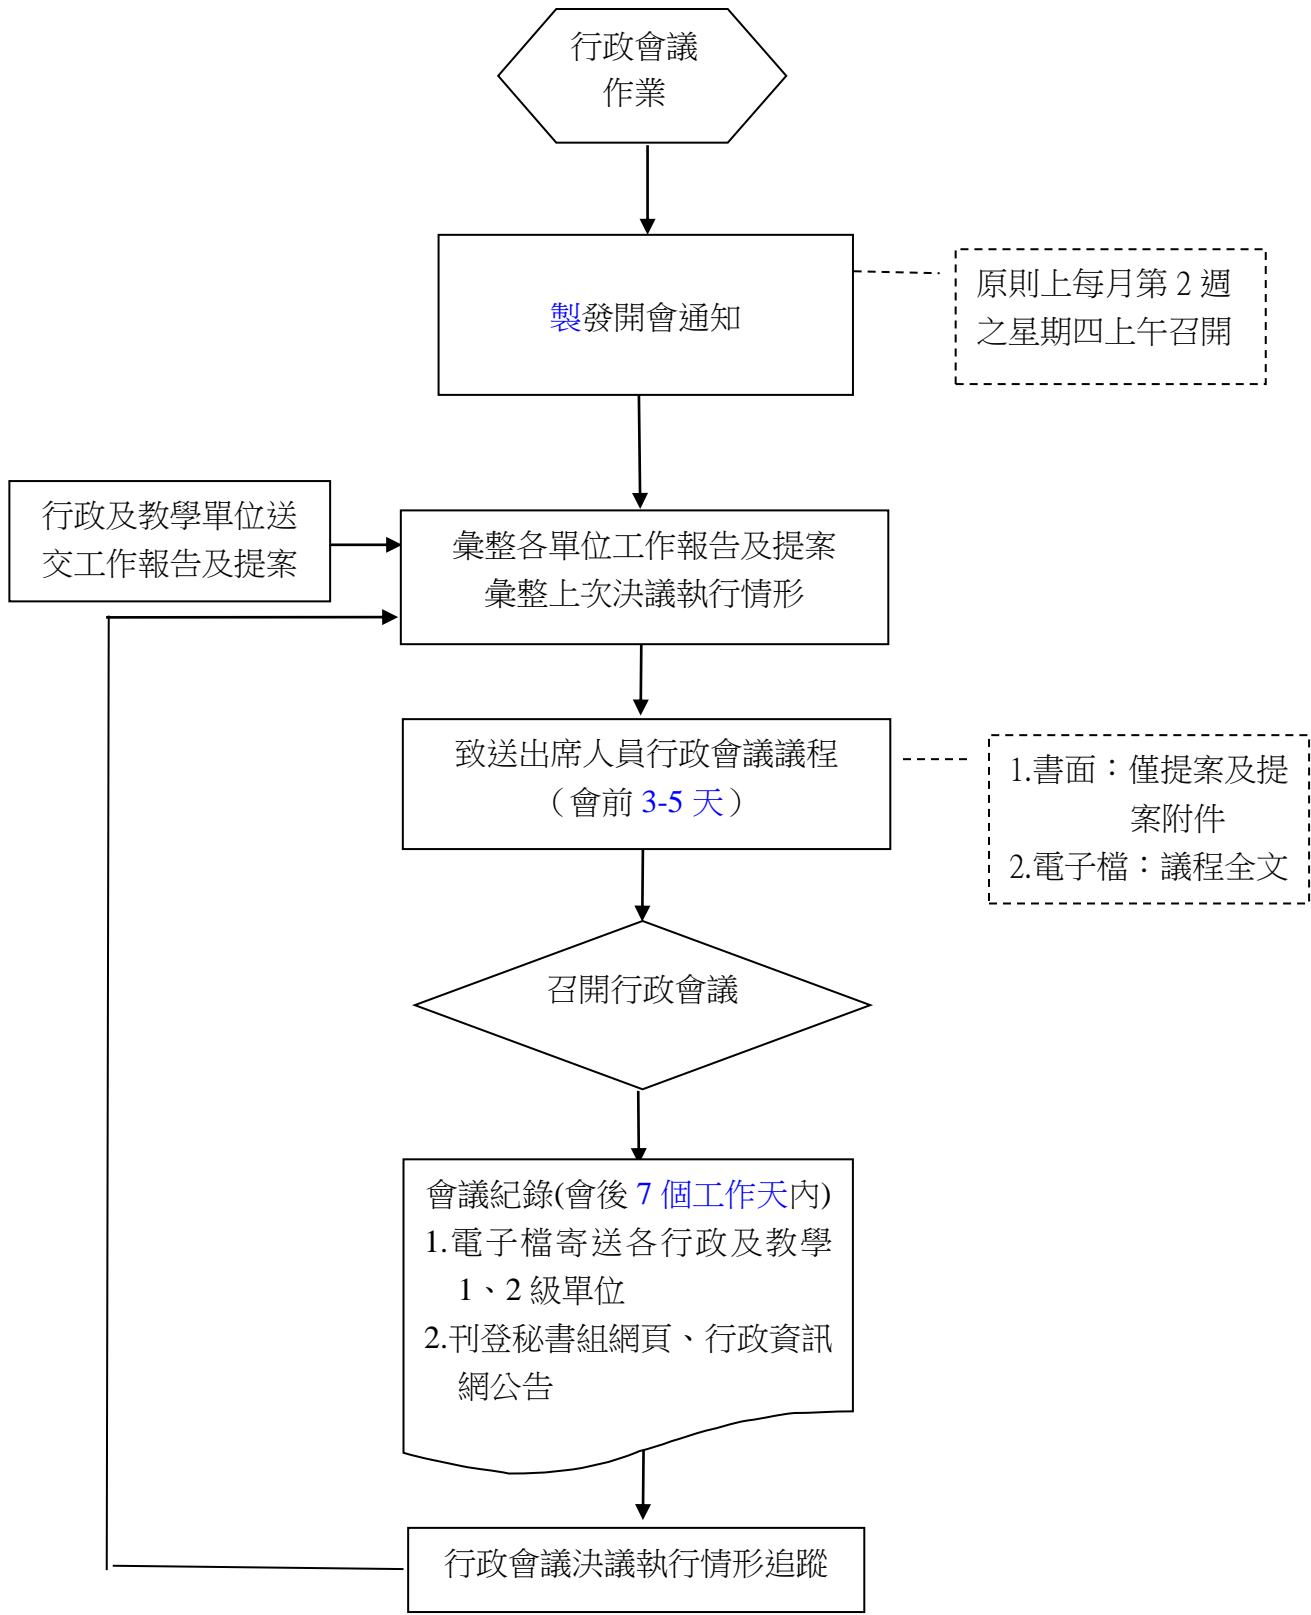 行政會議
作業
製發開會通知
原則上每月第 2 週
之星期四上午召開
行政及教學單位送
交工作報告及提案
彙整各單位工作報告及提案
彙整上次決議執行情形
致送出席人員行政會議議程
（會前 3-5 天）
1.書面：僅提案及提
案附件
2.電子檔：議程全文
召開行政會議
會議紀錄(會後 7 個工作天內)
1.電子檔寄送各行政及教學
1、2 級單位
2.刊登秘書組網頁、行政資訊
網公告
行政會議決議執行情形追蹤